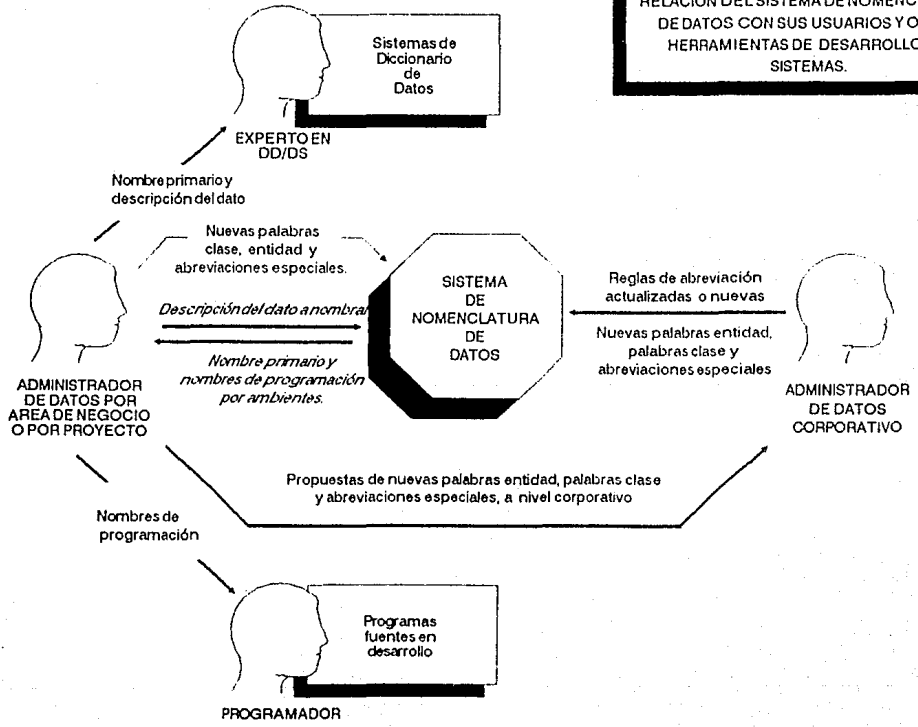 RELACION DEL SISTEMA DE
DE DATOS CON SUS USUARIOS Y
HERRAMIENTAS DE DESARROLLO
SISTEMAS.
Sistemas de
Diccionario
de
Datos
EXPERTO EN
DD/DS
Nombre primario y
descripción del dato
Nuevas palabras
clase, entidad y
abreviaciones especiales.
Descripción del dato a nombrar
Nombre primario y
nombres de programación
por ambientes.
SISTEMA
DE
NOMENCLATURA
DE
DATOS
Reglas de abreviación
actualizadas o nuevas
Nuevas palabras entidad,
palabras clase y
abreviaciones especiales
ADMINISTRADOR
DE DATOS POR
AREA DE NEGOCIO
O POR PROYECTO
ADMINISTRADOR
DE DATOS
CORPORATIVO
Propuestas de nuevas palabras entidad, palabras clase
y abreviaciones especiales, a nivel corporativo
Nombres de
programación
Programas
fuentes en
desarrollo
PROGRAMADOR